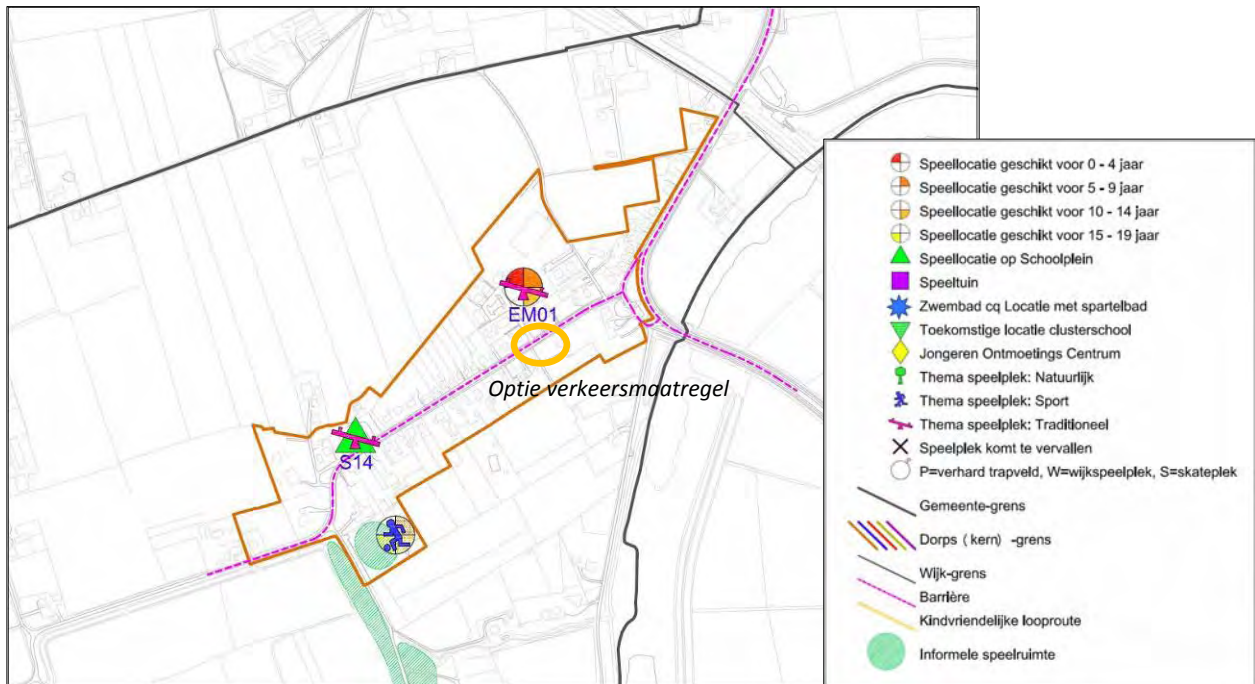 EM01
Optie verkeersmaatregel
S14
Speellocatie geschikt voor 0 - 4 jaar
Speellocatie geschikt voor 5 - 9 jaar
Speellocatie geschikt voor 10 - 14 jaar
Speellocatie geschikt voor 15 - 19 jaar
Speellocatie op Schoolplein
Speeltuin
Zwembad cq Locatie met spartelbad
Toekomstige locatie clusterschool
Jongeren Ontmoetings Centrum
Thema speelplek: Natuurlijk
Thema speelplek: Sport
Thema speelplek: Traditioneel
Speelplek komt te vervallen
P=verhard trapveld, W=wijkspeelplek, S=skateplek
Gemeente-grens
Dorps (kern) -grens
Wijk-grens
Barrière
Kindvriendelijke looproute
Informele speelruimte